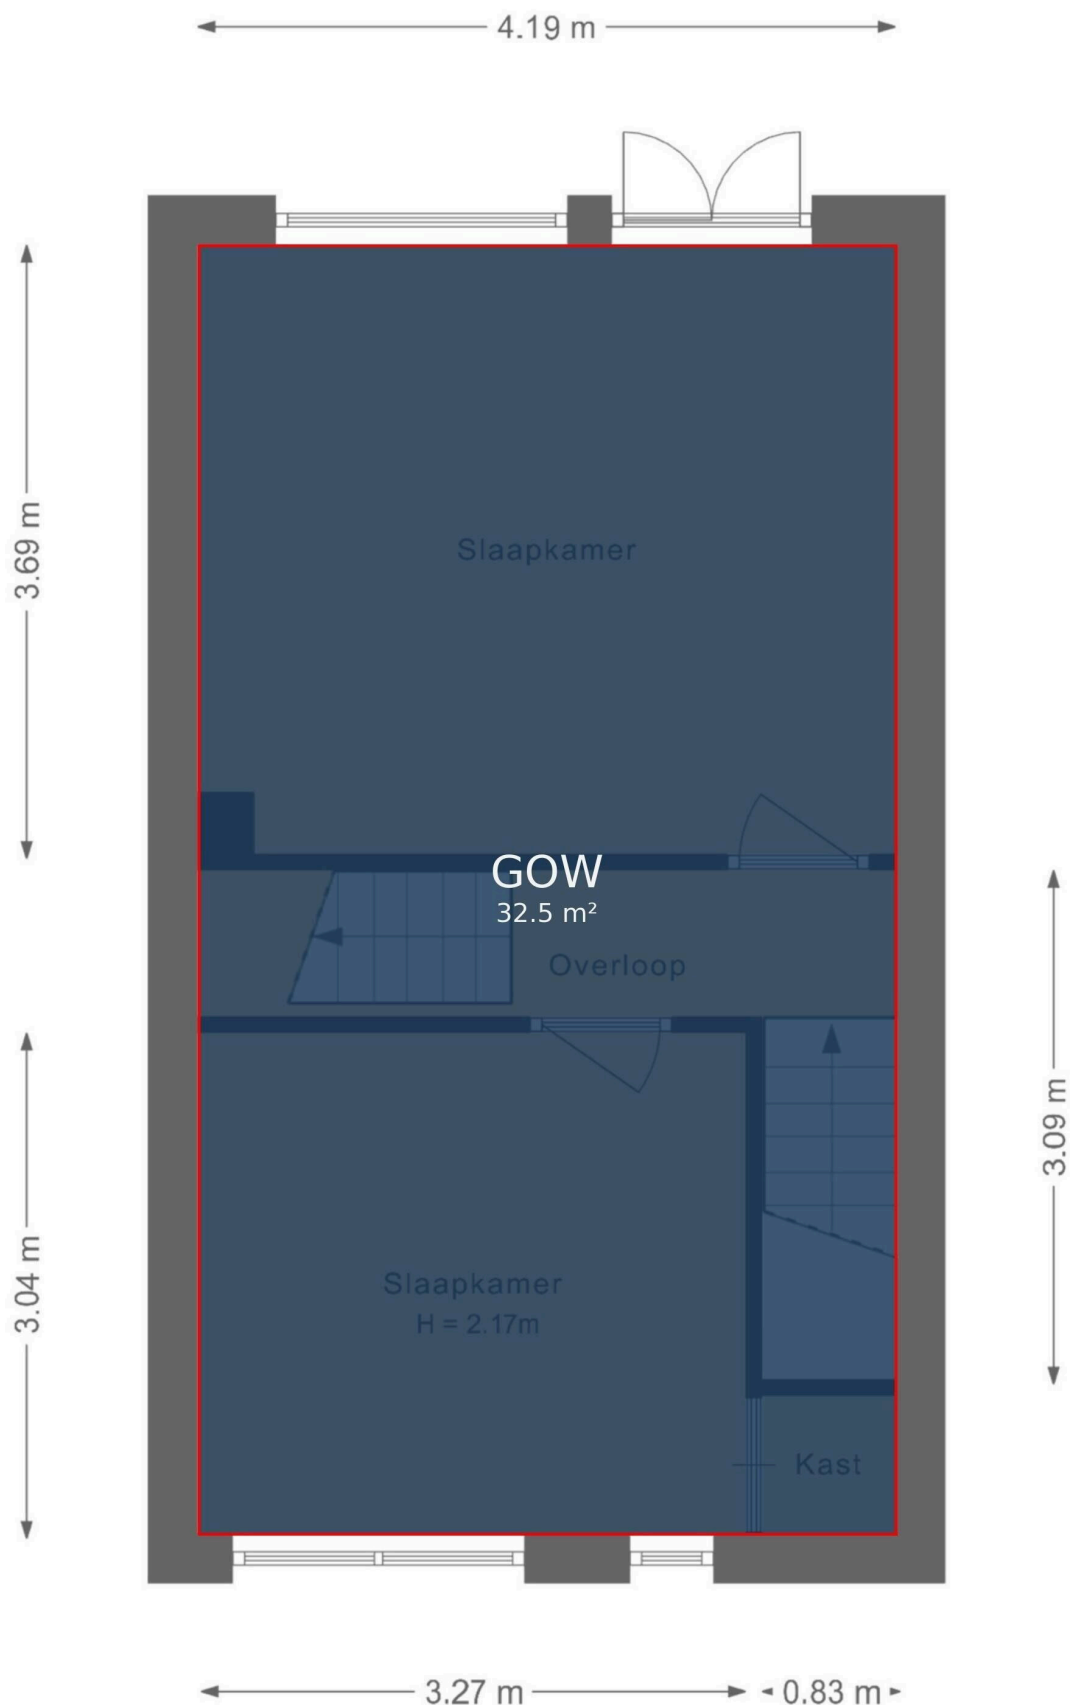 4.19 m
3.69 m
Slaapkamer
GOW
32.5 m²
Overloop
3.09 m
3.04 m
Slaapkamer
H = 2.17m
Kast
3.27 m
0.83 m